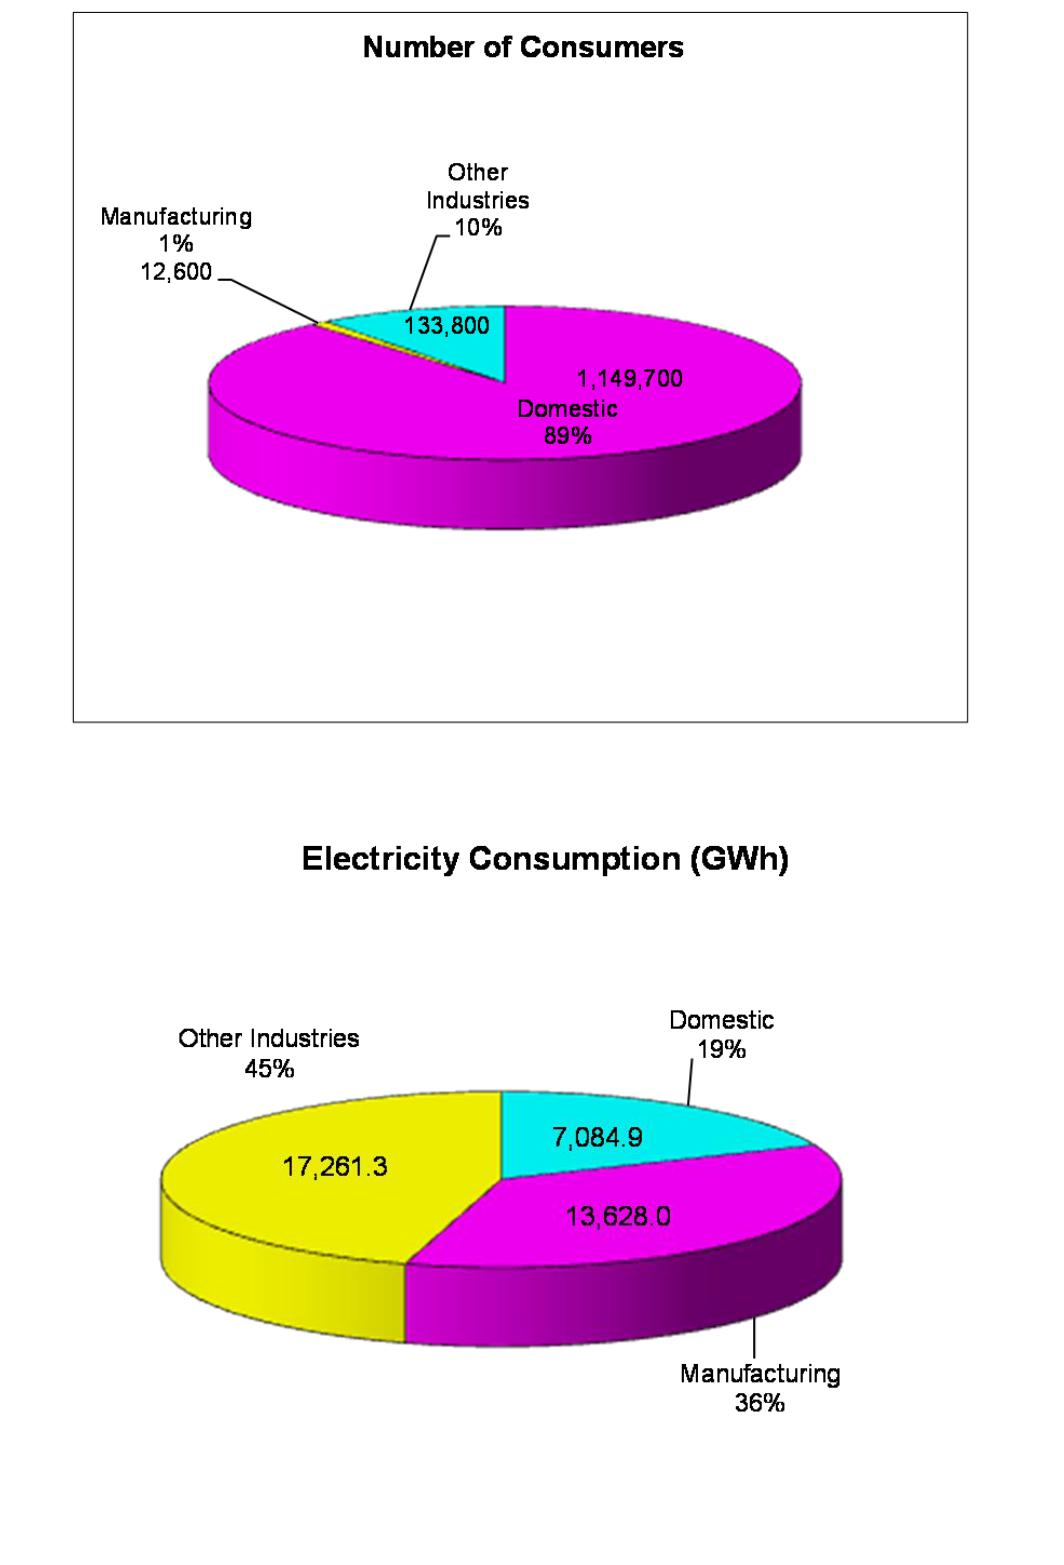 Number of Consumers
Other
Industries
10%
Manufacturing
1%
12,600
133,800
1,149,700
Domestic
89%
Electricity Consumption (GWh)
Domestic
19%
Other Industries
45%
7,084.9
17,261.3
13,628.0
Manufacturing
36%